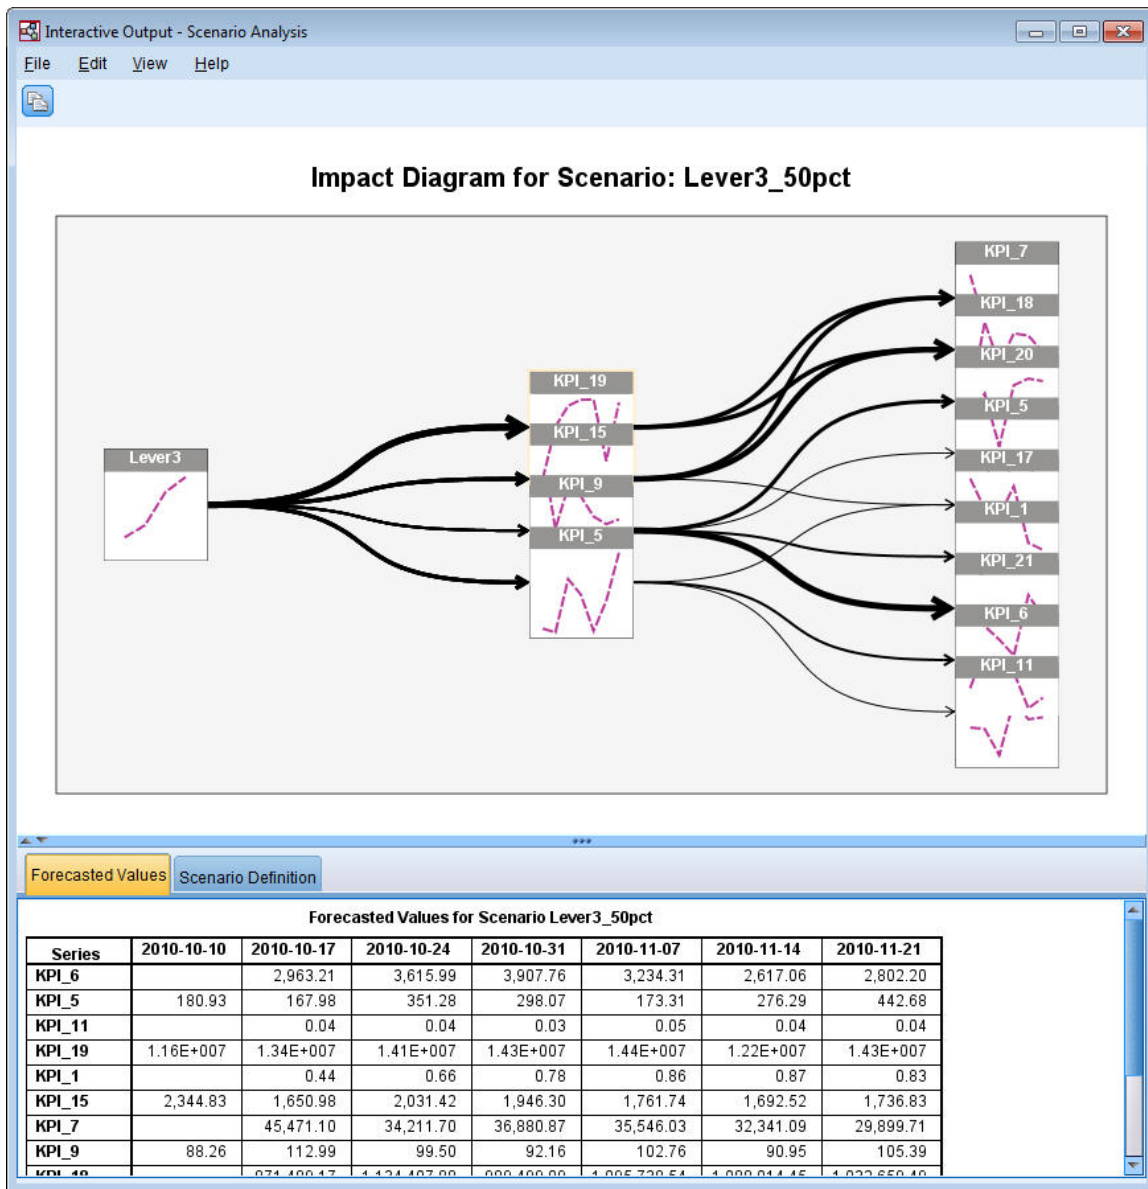 Interactive Output - Scenario Analysis
File Edit View Help
Impact Diagram for Scenario: Lever3_50pct
KPI_7
KPI_18
KPI_20
KPI_19
KPI_5
KPI_15
Lever3
KPI_17
KPI_9
KPI_1
KPI_5
KPI_21
KPI_6
KPI_11
Forecasted Values Scenario Definition
Forecasted Values for Scenario Lever3_50pct
Series 2010-10-10 2010-10-17 2010-10-24 2010-10-31 2010-11-07 2010-11-14 2010-11-21
KPI_6 2,963.21 3,615.99 3,907.76 3,234.31 2,617.06 2,802.20
KPI_5 180.93 167.98 351.28 298.07 173.31 276.29 442.68
KPI_11 0.04 0.04 0.03 0.05 0.04 0.04
KPI_19 1.16E+007 1.34E+007 1.41E+007 1.43E+007 1.44E+007 1.22E+007 1.43E+007
KPI_1 0.44 0.66 0.78 0.86 0.87 0.83
KPI_15 2,344.83 1,650.98 2,031.42 1,946.30 1,761.74 1,692.52 1,736.83
KPI_7 45,471.10 34,211.70 36,880.91 35,546.03 32,341.09 29,899.71
KPI_9 88.26 112.99 99.50 92.16 102.76 90.95 105.39
KPI_18